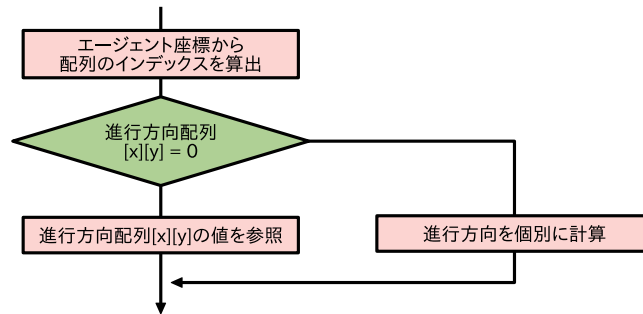 エージェント座標から
配列のインデックスを算出
進行方向配列
[x][y] = 0
進行方向配列[x][y]の値を参照
進行方向を個別に計算